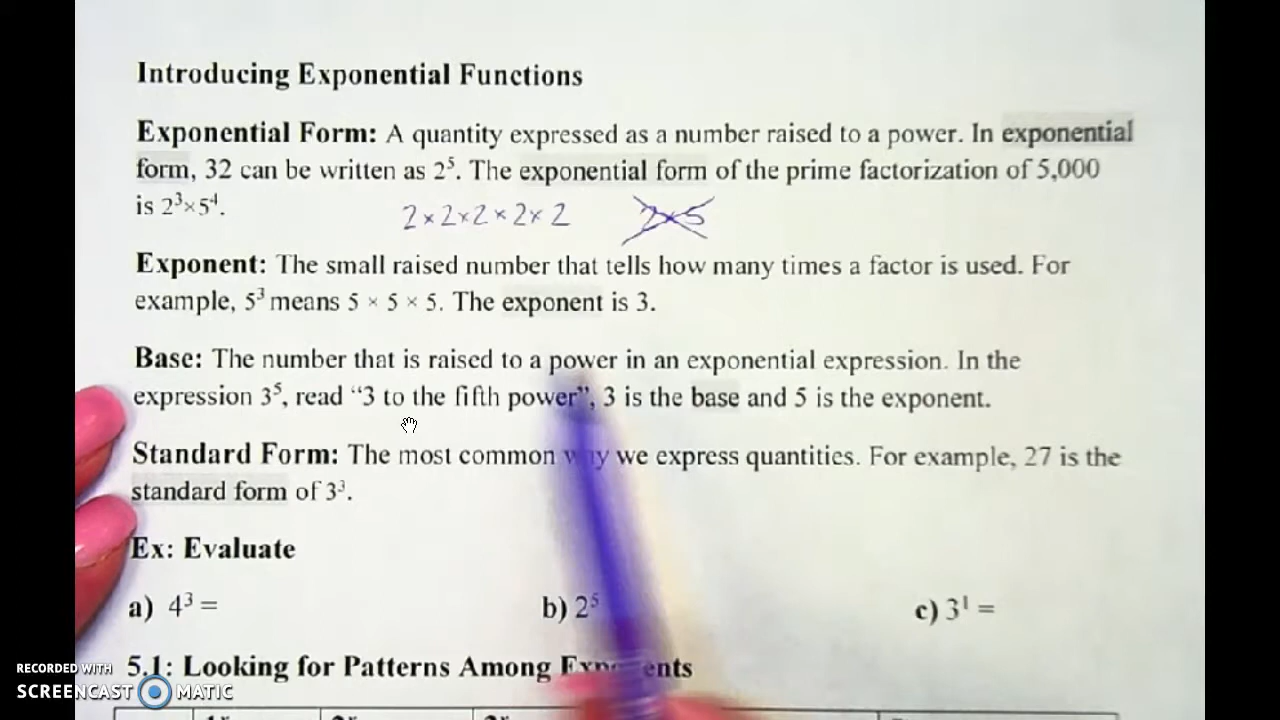 Introducing Exponential Functions
Exponential Form: A quantity expressed as a number raised to a power. In exponential
form, 32 can be written as 2⁵. The exponential form of the prime factorization of 5,000
is 2³×5⁴.
2×2×2×2×2 2×5
Exponent: The small raised number that tells how many times a factor is used. For
example, 5³ means 5 × 5 × 5. The exponent is 3.
Base: The number that is raised to a power in an exponential expression. In the
expression 3⁵, read “3 to the fifth power”, 3 is the base and 5 is the exponent.
Standard Form: The most common way we express quantities. For example, 27 is the
standard form of 3³.
Ex: Evaluate
a) 4³ = b) 2⁵ c) 3¹ =
5.1: Looking for Patterns Among Exponents
RECORDED WITH
SCREENCAST MATIC